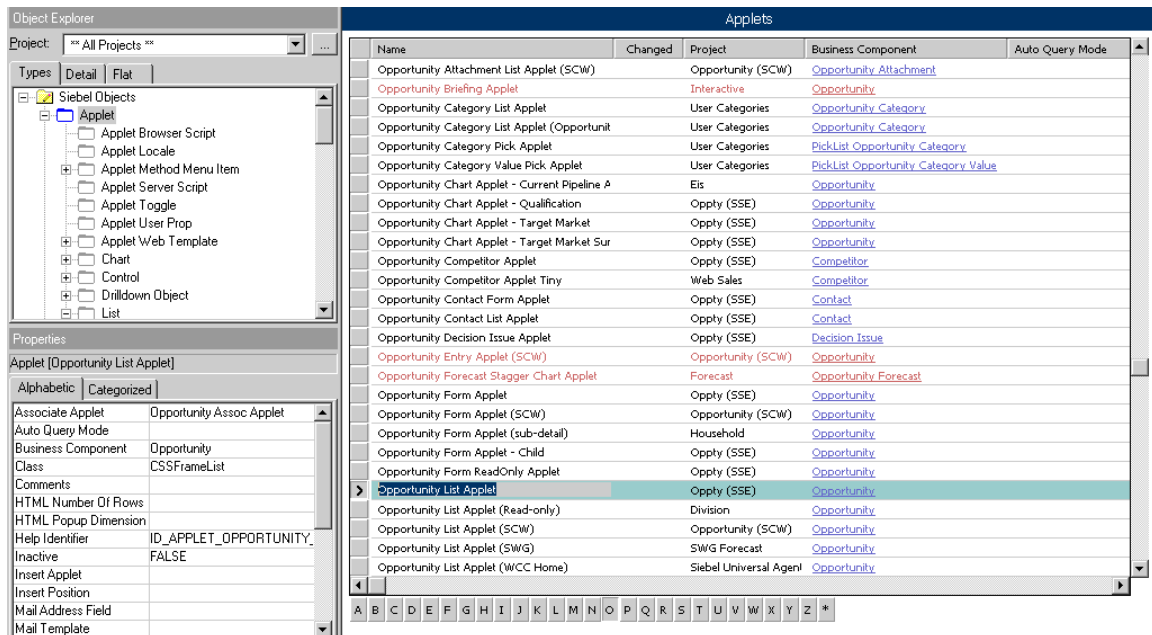 Object Explorer
Project: ** All Projects ** ...
Types Detail Flat
Siebel Objects
Applet
Applet Browser Script
Applet Locale
Applet Method Menu Item
Applet Server Script
Applet Toggle
Applet User Prop
Applet Web Template
Chart
Control
Drilldown Object
List
Properties
Applet [Opportunity List Applet]
Alphabetic Categorized
Associate Applet Opportunity Assoc Applet
Auto Query Mode
Business Component Opportunity
Class CSSFrameList
Comments
HTML Number Of Rows
HTML Popup Dimension
Help Identifier ID_APPLET_OPPORTUNITY_
Inactive FALSE
Insert Applet
Insert Position
Mail Address Field
Mail Template
Applets
Name Changed Project Business Component Auto Query Mode
Opportunity Attachment List Applet (SCW) Opportunity (SCW) Opportunity Attachment
Opportunity Briefing Applet Interactive Opportunity
Opportunity Category List Applet User Categories Opportunity Category
Opportunity Category List Applet (Opportunit User Categories Opportunity Category
Opportunity Category Pick Applet User Categories PickList Opportunity Category
Opportunity Category Value Pick Applet User Categories PickList Opportunity Category Value
Opportunity Chart Applet - Current Pipeline A Eis Opportunity
Opportunity Chart Applet - Qualification Oppty (SSE) Opportunity
Opportunity Chart Applet - Target Market Oppty (SSE) Opportunity
Opportunity Chart Applet - Target Market Sur Oppty (SSE) Opportunity
Opportunity Competitor Applet Oppty (SSE) Competitor
Opportunity Competitor Applet Tiny Web Sales Competitor
Opportunity Contact Form Applet Oppty (SSE) Contact
Opportunity Contact List Applet Oppty (SSE) Contact
Opportunity Decision Issue Applet Oppty (SSE) Decision Issue
Opportunity Entry Applet (SCW) Opportunity (SCW) Opportunity
Opportunity Forecast Stagger Chart Applet Forecast Opportunity Forecast
Opportunity Form Applet Oppty (SSE) Opportunity
Opportunity Form Applet (SCW) Opportunity (SCW) Opportunity
Opportunity Form Applet (sub-detail) Household Opportunity
Opportunity Form Applet - Child Oppty (SSE) Opportunity
Opportunity Form ReadOnly Applet Oppty (SSE) Opportunity
Opportunity List Applet Oppty (SSE) Opportunity
Opportunity List Applet (Read-only) Division Opportunity
Opportunity List Applet (SCW) Opportunity (SCW) Opportunity
Opportunity List Applet (SWG) SWG Forecast Opportunity
Opportunity List Applet (WCC Home) Siebel Universal Agent Opportunity
A B C D E F G H I J K L M N O P Q R S T U V W X Y Z *